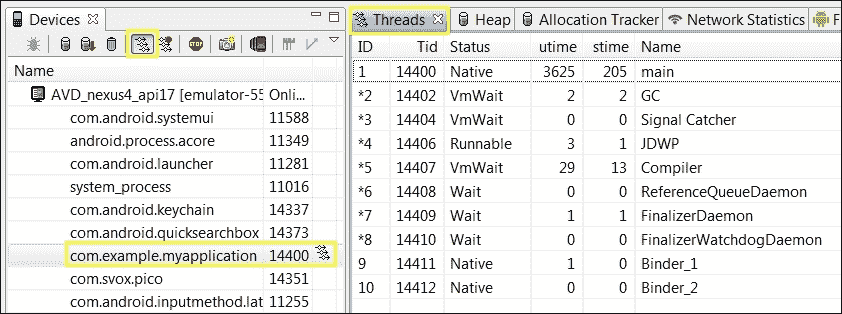 Devices
Name
AVD_nexus4_api17 [emulator-55 Onli...
com.android.systemui 11588
android.process.acore 11349
com.android.launcher 11281
system_process 11016
com.android.keychain 14337
com.android.quicksearchbox 14373
com.example.myapplication 14400
com.svox.pico 14351
com.android.inputmethod.lat 11255
Threads Heap Allocation Tracker Network Statistics F
ID Tid Status utime stime Name
1 14400 Native 3625 205 main
*2 14402 VmWait 2 2 GC
*3 14404 VmWait 0 0 Signal Catcher
*4 14406 Runnable 3 1 JDWP
*5 14407 VmWait 29 13 Compiler
*6 14408 Wait 0 0 ReferenceQueueDaemon
*7 14409 Wait 1 1 FinalizerDaemon
*8 14410 Wait 0 0 FinalizerWatchdogDaemon
9 14411 Native 1 0 Binder_1
10 14412 Native 0 0 Binder_2